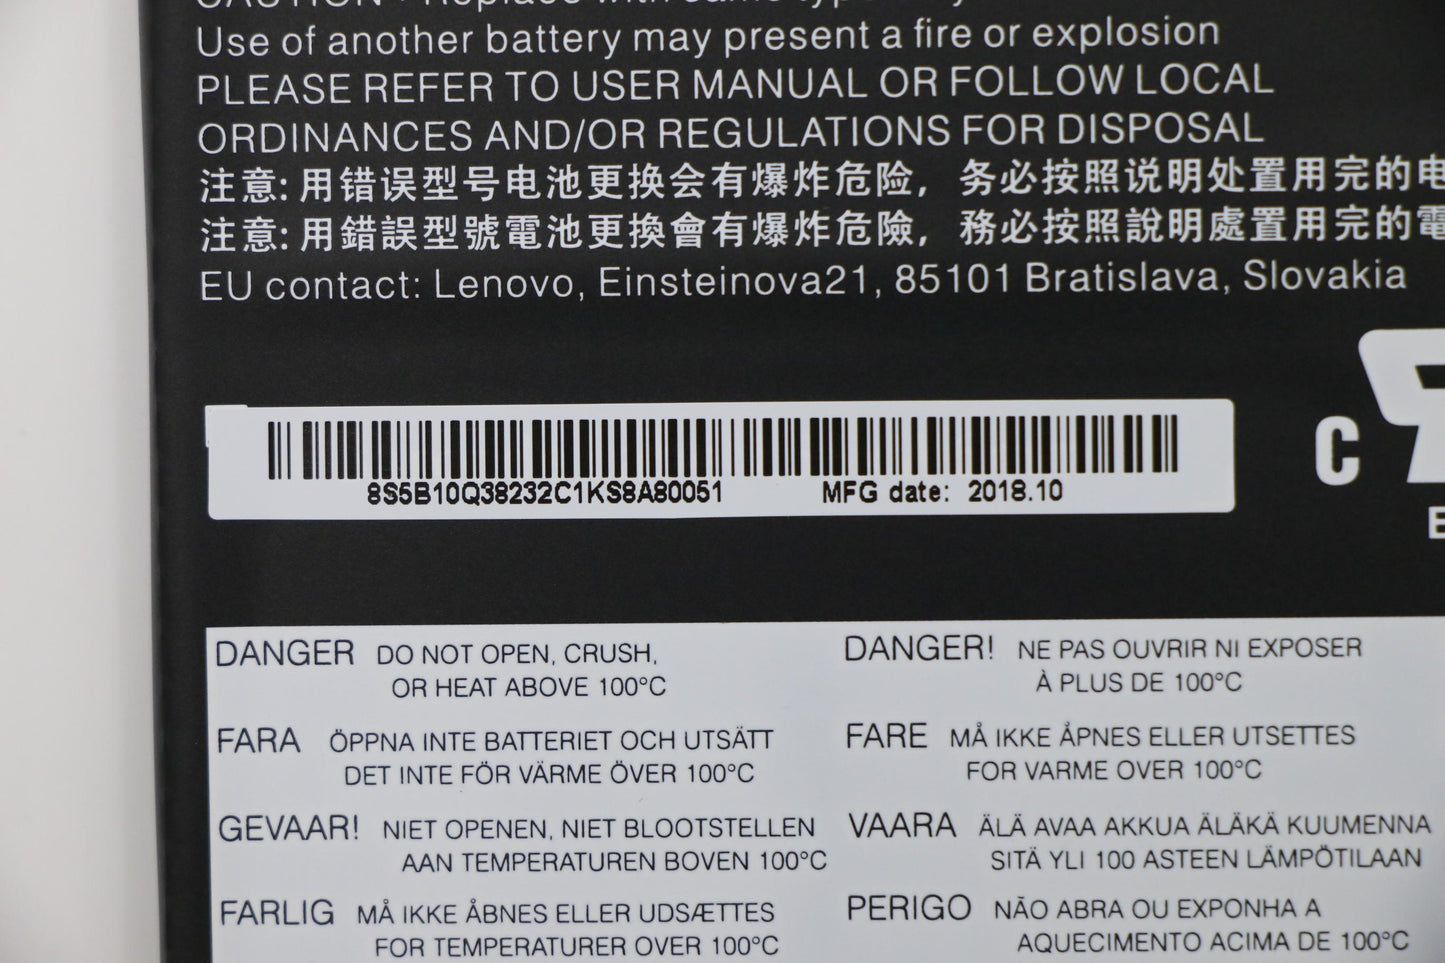 CAUTION : Replace with same type
Use of another battery may present a fire or explosion
PLEASE REFER TO USER MANUAL OR FOLLOW LOCAL
ORDINANCES AND/OR REGULATIONS FOR DISPOSAL
注意: 用错误型号电池更换会有爆炸危险, 务必按照说明处置用完的电
注意: 用錯誤型號電池更換會有爆炸危險, 務必按照說明處置用完的電
EU contact: Lenovo, Einsteinova21, 85101 Bratislava, Slovakia
C
8S5B10Q38232C1KS8A80051 MFG date: 2018.10
E
DANGER DO NOT OPEN, CRUSH,
OR HEAT ABOVE 100°C
DANGER! NE PAS OUVRIR NI EXPOSER
À PLUS DE 100°C
FARA ÖPPNA INTE BATTERIET OCH UTSÄTT
DET INTE FÖR VÄRME ÖVER 100°C
FARE MÅ IKKE ÅPNES ELLER UTSETTES
FOR VARME OVER 100°C
GEVAAR! NIET OPENEN, NIET BLOOTSTELLEN
AAN TEMPERATUREN BOVEN 100°C
VAARA ÄLÄ AVAA AKKUA ÄLÄKÄ KUUMENNA
SITÄ YLI 100 ASTEEN LÄMPÖTILAAN
FARLIG MÅ IKKE ÅBNES ELLER UDSÆTTES
FOR TEMPERATURER OVER 100°C
PERIGO NÃO ABRA OU EXPONHA A
AQUECIMENTO ACIMA DE 100°C